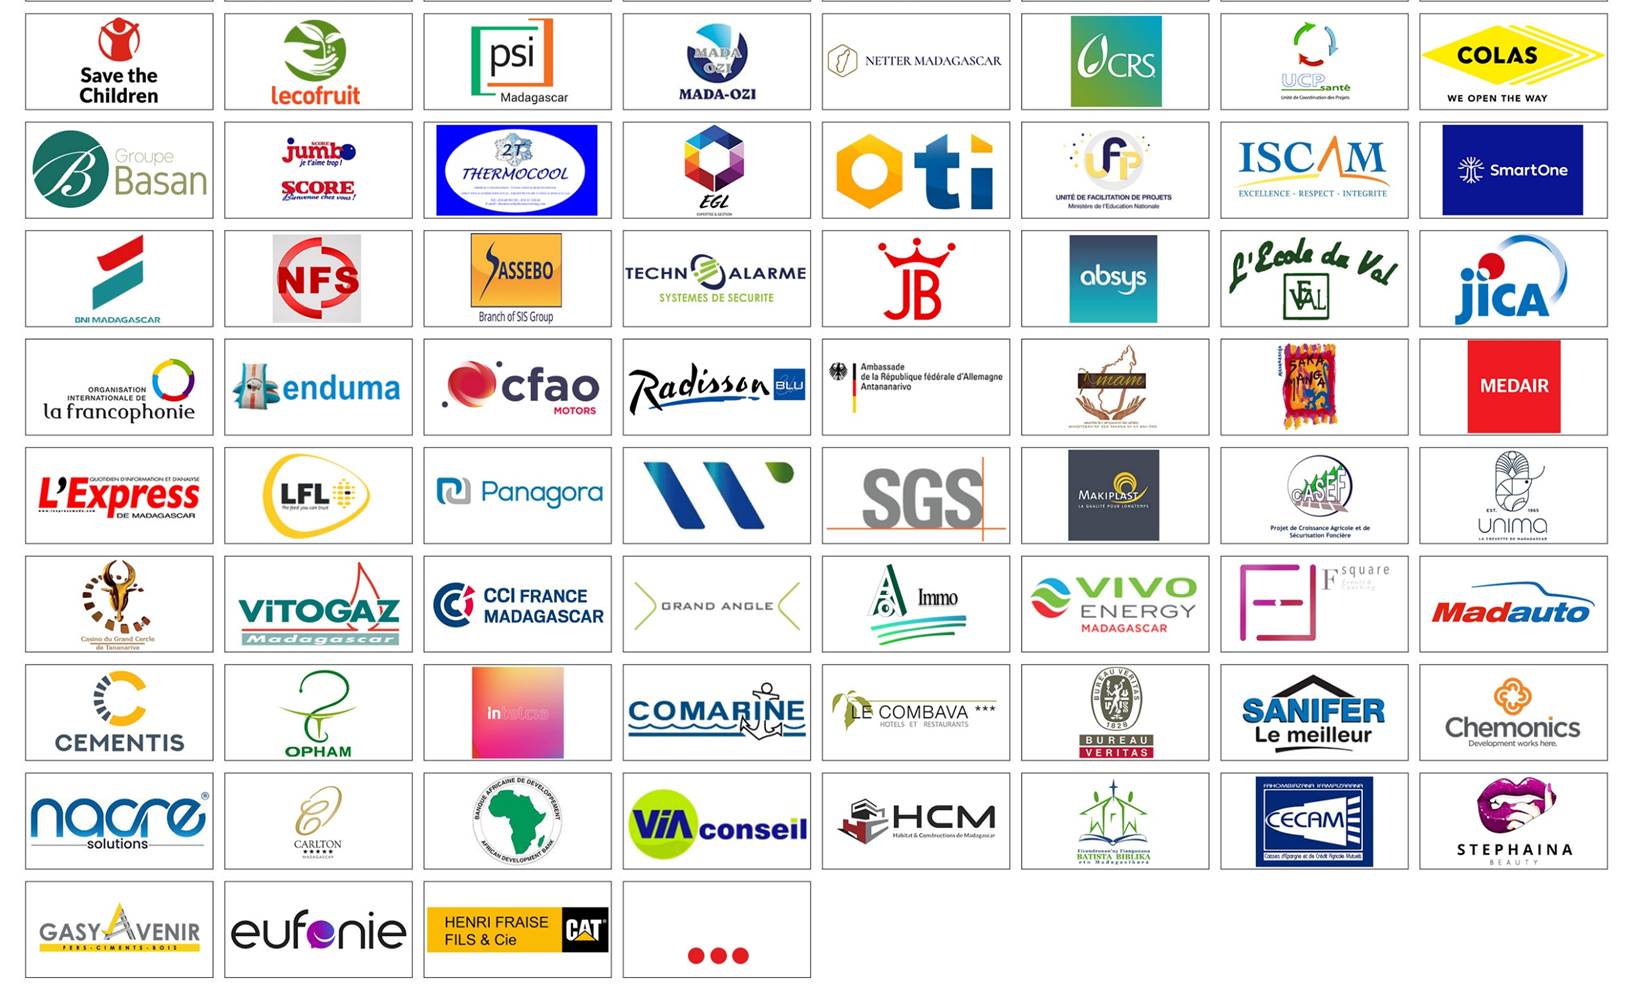 Save the
Children
lecofruit
psi
Madagascar
MADA
OZI
MADA-OZI
NETTER MADAGASCAR
CRS
UCP
santé
Unité de Coordination des Projets
COLAS
WE OPEN THE WAY
B
Groupe
Basan
SCORE
jumbo
je t'aime trop!
SCORE
Bienvenue chez vous!
2T
THERMOCOOL
EGL
EXPERTISE & GESTION
oti
UFP
UNITÉ DE FACILITATION DE PROJETS
Ministère de l'Education Nationale
ISCAM
EXCELLENCE - RESPECT - INTEGRITE
SmartOne
BNI MADAGASCAR
NFS
SASSEBO
Branch of SIS Group
TECHNOALARME
SYSTEMES DE SECURITE
JB
absys
L'Ecole du Val
EVAL
jICA
ORGANISATION
INTERNATIONALE DE
la francophonie
enduma
cfao
MOTORS
Radisson BLU
Ambassade
de la République fédérale d'Allemagne
Antananarivo
SAKA
MANGA
MEDAIR
QUOTIDIEN D'INFORMATION ET D'ANALYSE
L'Express
DE MADAGASCAR
LFL
The feed you can trust
Panagora
SGS
MAKIPLAST
LA QUALITÉ POUR LONGTEMPS
CASEF
Projet de Croissance Agricole et de
Sécurisation Foncière
EST. 1965
UNIMA
LA CREVETTE DE MADAGASCAR
Casino du Grand Cercle
de Tananarive
ViTOGAZ
Madagascar
CCI FRANCE
MADAGASCAR
GRAND ANGLE
Immo
VIVO
ENERGY
MADAGASCAR
F square
Events &
Coaching
Madauto
CEMENTIS
OPHAM
intelcia
COMARINE
LE COMBAVA ***
HOTELS ET RESTAURANTS
BUREAU VERITAS
1828
BUREAU
VERITAS
SANIFER
Le meilleur
Chemonics
Development works here.
nacre®
solutions
C
CARLTON
★★★★★
MADAGASCAR
BANQUE AFRICAINE DE DEVELOPPEMENT
AFRICAN DEVELOPMENT BANK
ViA conseil
HCM
Habitat & Constructions de Madagascar
Fivondronan'ny Fiangonana
BATISTA BIBLIKA
eto Madagasikara
FAHOMBIAZANA IFAMPIZARANA
CECAM
Caisses d'Epargne et de Crédit Agricole Mutuels
STEPHAINA
BEAUTY
GASY AVENIR
FERS-CIMENTS-BOIS
eufonie
HENRI FRAISE
FILS & Cie
CAT